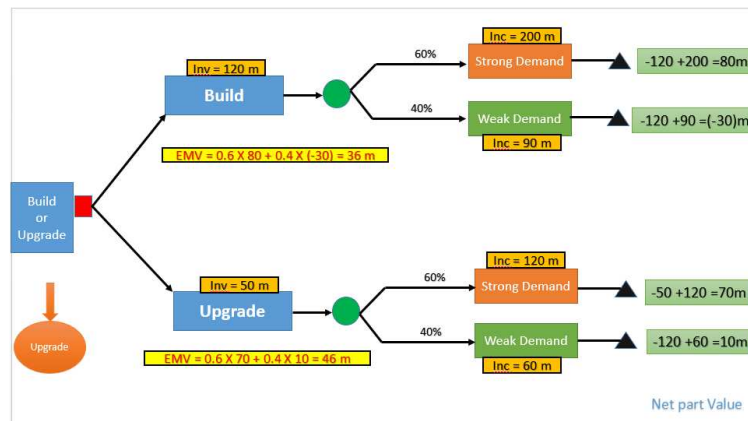 Inc = 200 m
Inv = 120 m
60%
Strong Demand
-120 +200 =80m
Build
40%
Weak Demand
-120 +90 =(-30)m
EMV = 0.6 X 80 + 0.4 X (-30) = 36 m
Inc = 90 m
Build
or
Upgrade
Inc = 120 m
Inv = 50 m
60%
Strong Demand
-50 +120 =70m
Upgrade
40%
Weak Demand
-120 +60 =10m
Upgrade
EMV = 0.6 X 70 + 0.4 X 10 = 46 m
Inc = 60 m
Net part Value